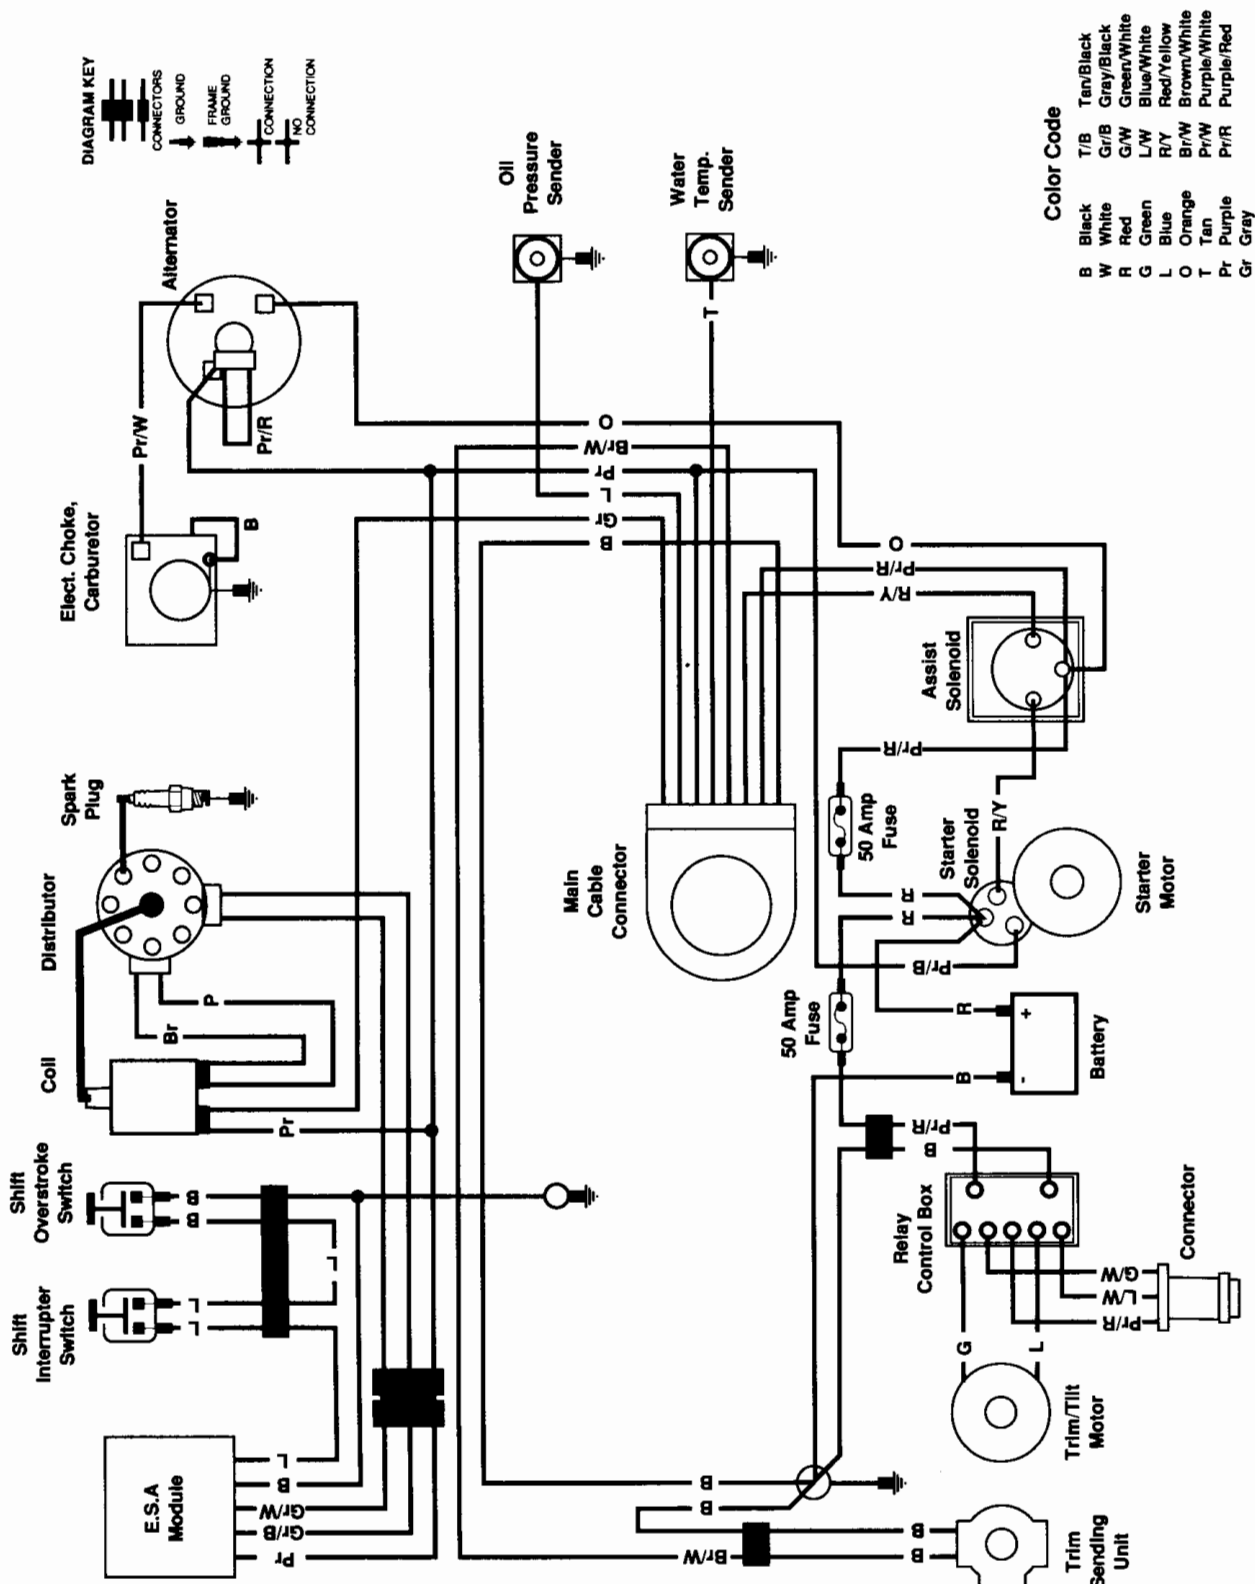 DIAGRAM KEY
CONNECTORS
GROUND
FRAME
GROUND
CONNECTION
NO
CONNECTION
Alternator
Pr/W
Pr/R
Oil
Pressure
Sender
Water
Temp.
Sender
T
Color Code
B Black T/B Tan/Black
W White Gr/B Gray/Black
R Red G/W Green/White
G Green L/W Blue/White
L Blue R/Y Red/Yellow
O Orange Br/W Brown/White
T Tan Pr/W Purple/White
Pr Purple Pr/R Purple/Red
Gr Gray
Elect. Choke,
Carburetor
B
O
Br/W
Pr
L
Gr
B
O
Pr/R
R/Y
Assist
Solenoid
Pr/R
Spark
Plug
Distributor
P
Br
Coil
Pr
Main
Cable
Connector
50 Amp
Fuse
Starter
Solenoid
R/Y
Starter
Motor
R
R
Pr/B
50 Amp
Fuse
R
B
+
-
Battery
Shift
Overstroke
Switch
B
B
L
Shift
Interrupter
Switch
L
L
Pr/R
B
Relay
Control Box
Connector
G/W
L/W
Pr/R
G
L
Trim/Tilt
Motor
E.S.A
Module
L
B
Gr/W
Gr/B
Pr
B
B
Br/W
B
B
Trim
Sending
Unit